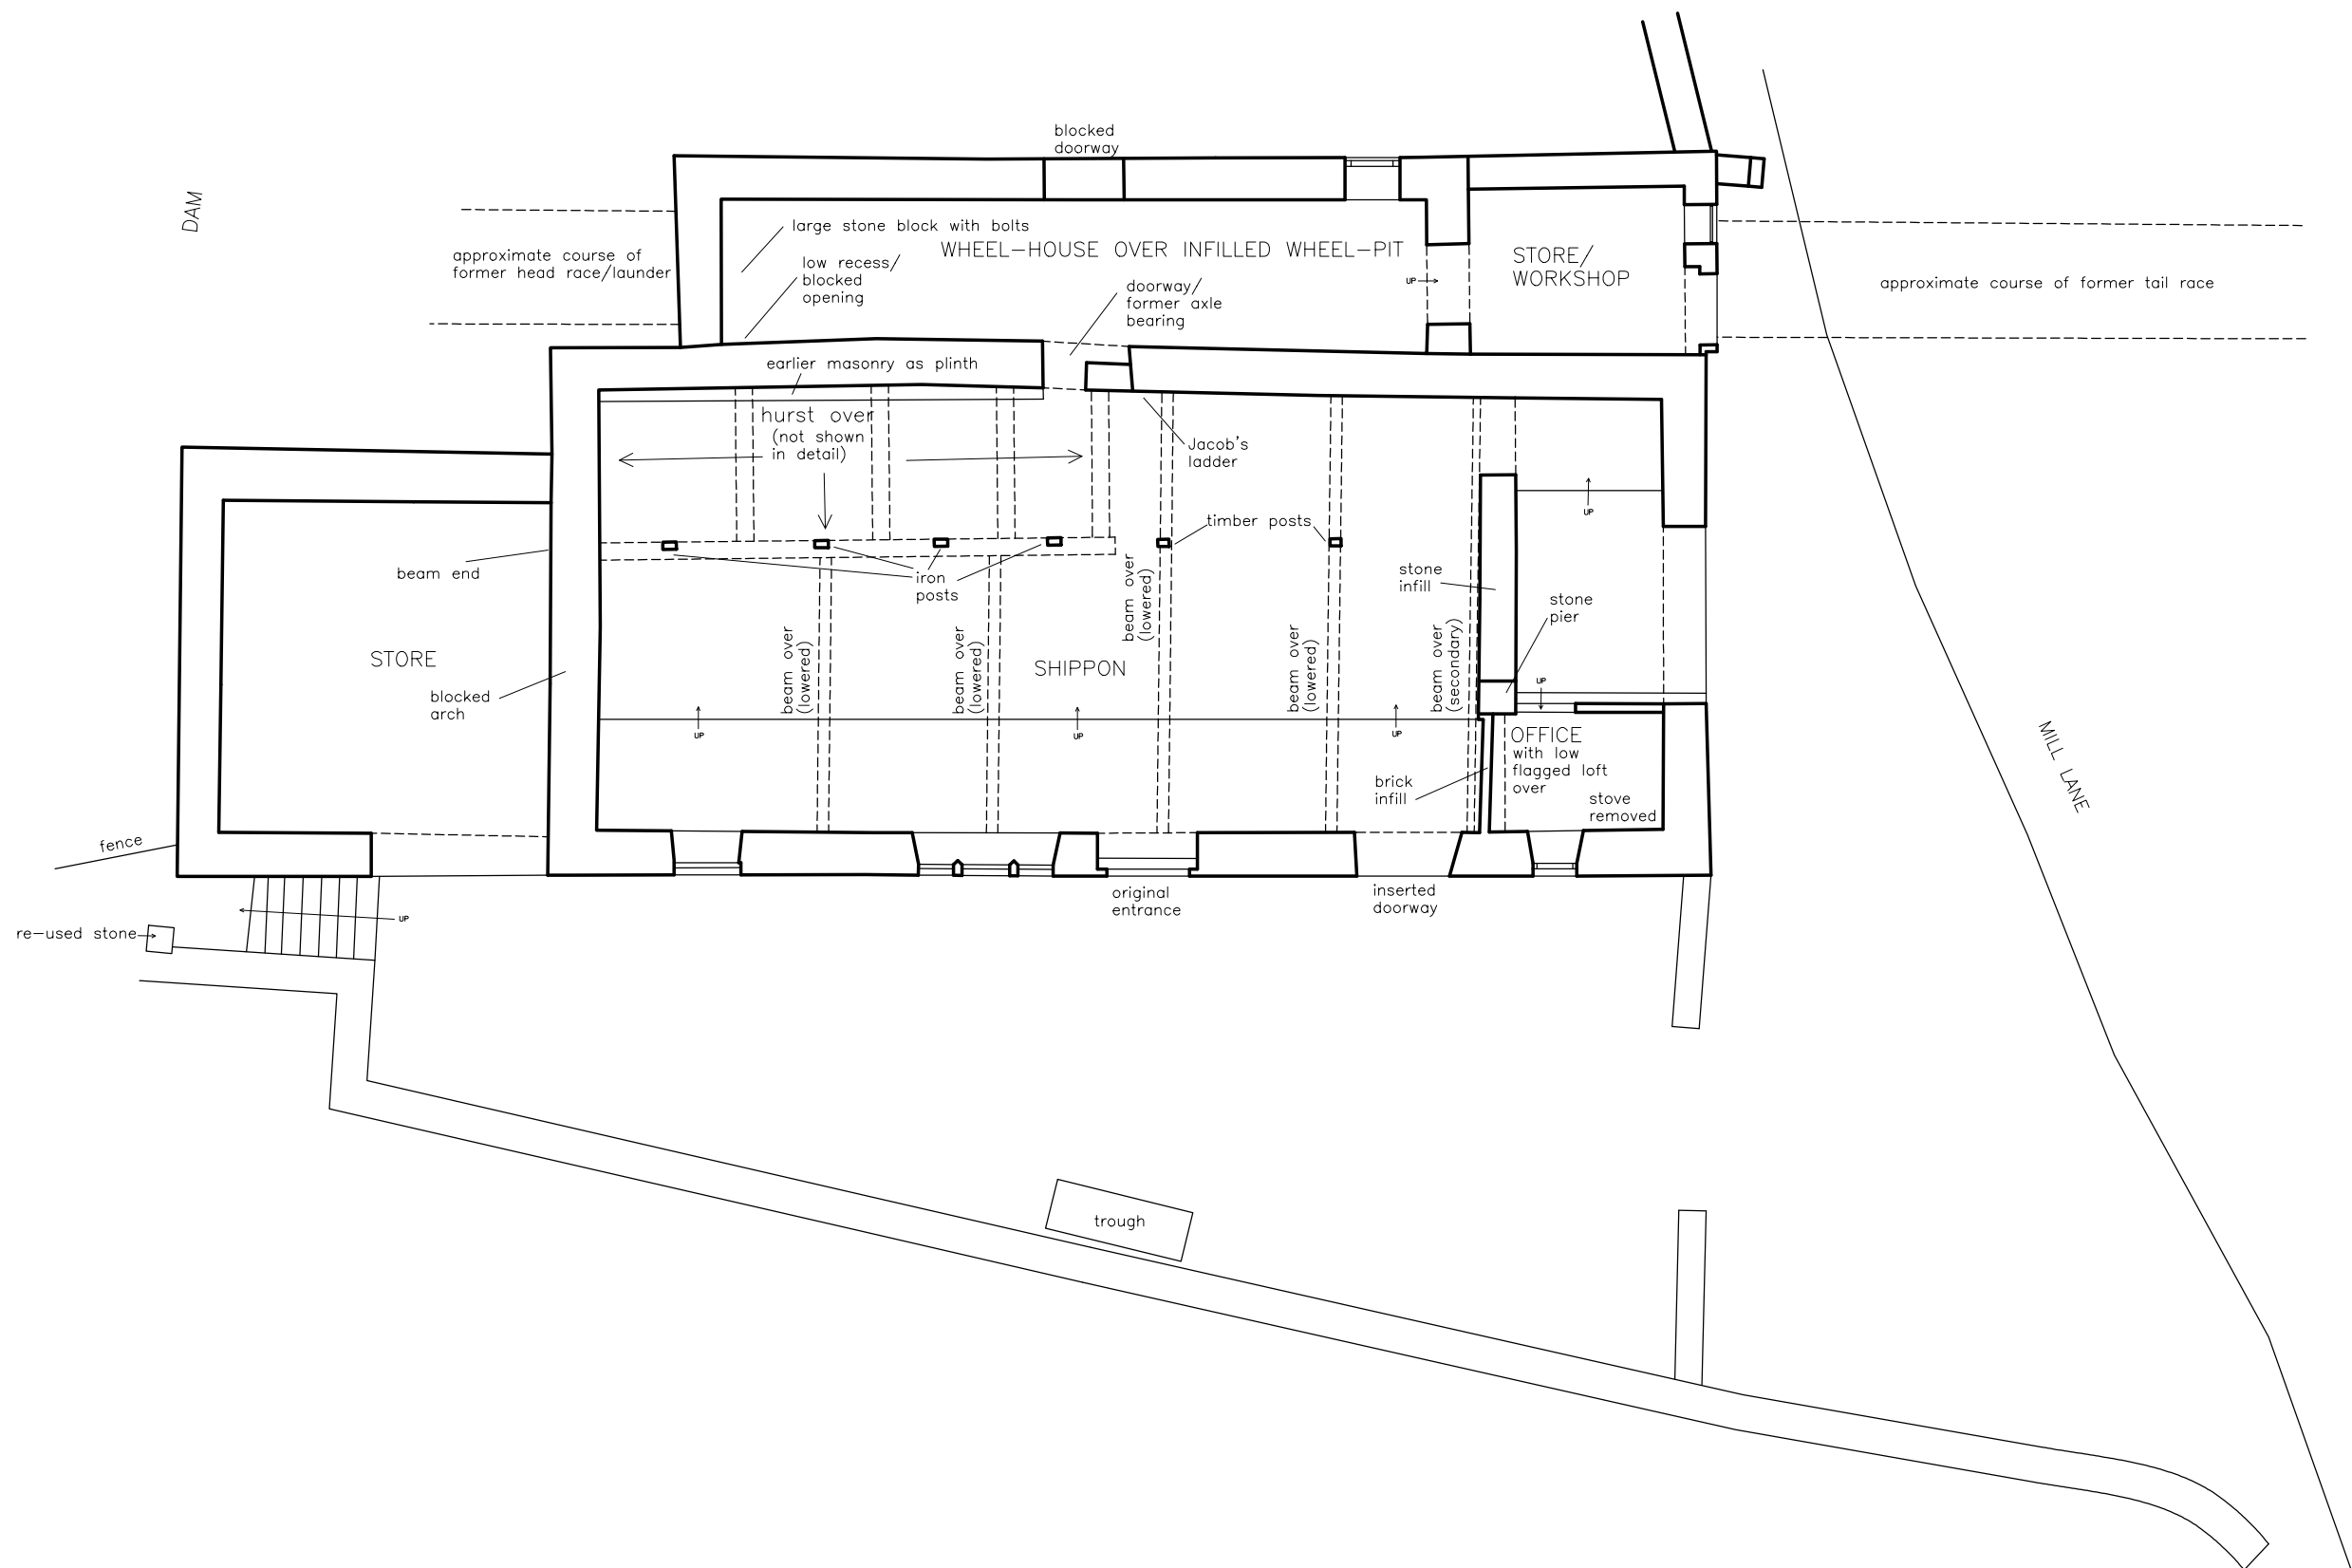 blocked
doorway
DAM
large stone block with bolts
WHEEL-HOUSE OVER INFILLED WHEEL-PIT
STORE/
WORKSHOP
approximate course of
former head race/launder
low recess/
blocked
opening
UP
doorway/
former axle
bearing
approximate course of former tail race
earlier masonry as plinth
hurst over
(not shown
in detail)
Jacob's
ladder
UP
timber posts
beam end
iron
posts
stone
infill
stone
pier
beam over
(lowered)
beam over
(lowered)
beam over
(lowered)
beam over
(lowered)
beam over
(secondary)
STORE
SHIPPON
blocked
arch
UP
UP
UP
UP
OFFICE
with low
flagged loft
over
stove
removed
brick
infill
MILL LANE
fence
original
entrance
inserted
doorway
UP
re-used stone
trough